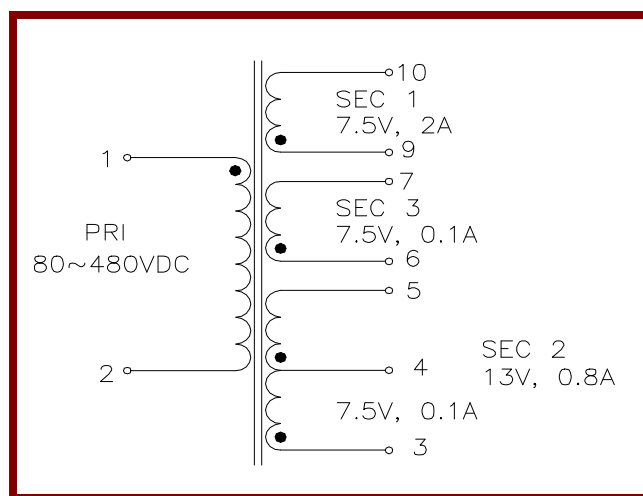 10
SEC 1
7.5V, 2A
9
1
7
SEC 3
7.5V, 0.1A
6
PRI
80~480VDC
5
SEC 2
13V, 0.8A
4
2
7.5V, 0.1A
3